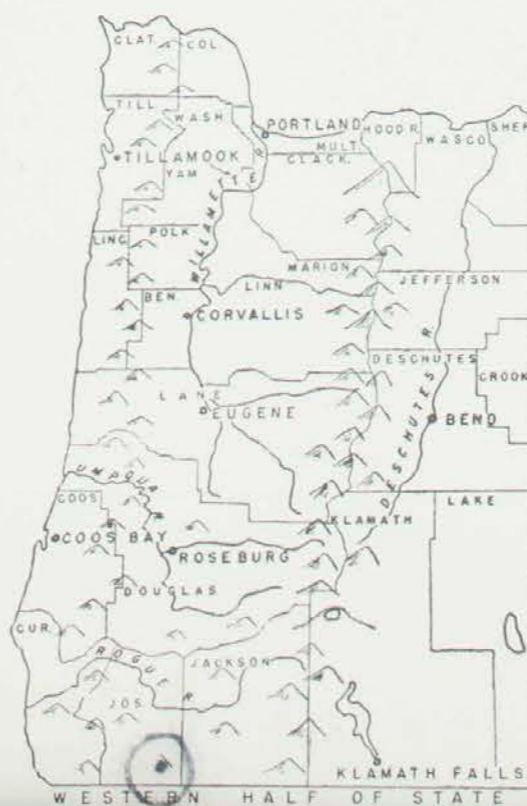 CLAT. COL.
TILL. WASH. PORTLAND HOOD R. WASCO SHER
MULT.
TILLAMOOK CLACK.
YAM.
WILLAMETTE R.
LINC. POLK
MARION
BEN. LINN JEFFERSON
CORVALLIS
DESCHUTES
LANE CROOK
EUGENE BEND
DESCHUTES R.
UMPQUA R.
COOS LAKE
KLAMATH
COOS BAY ROSEBURG
DOUGLAS
CUR.
ROGUE R. JACKSON
JOS.
KLAMATH FALLS
WESTERN HALF OF STATE